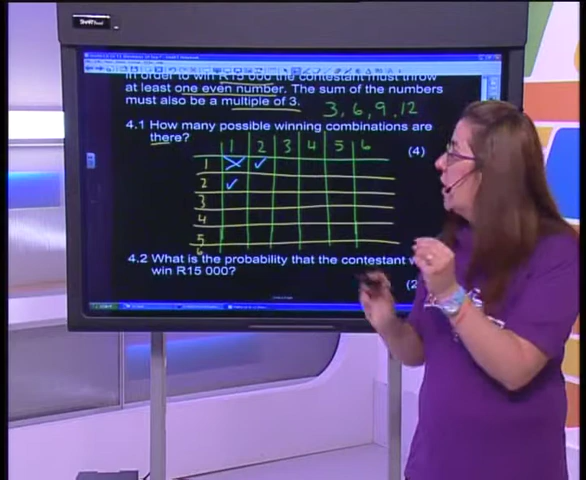 In order to win R15 000 the contestant must throw
at least one even number. The sum of the numbers
must also be a multiple of 3.
3, 6, 9, 12
4.1 How many possible winning combinations are
there?
(4)
1 2 3 4 5 6
1
2
3
4
5
6
4.2 What is the probability that the contestant
win R15 000?
(2